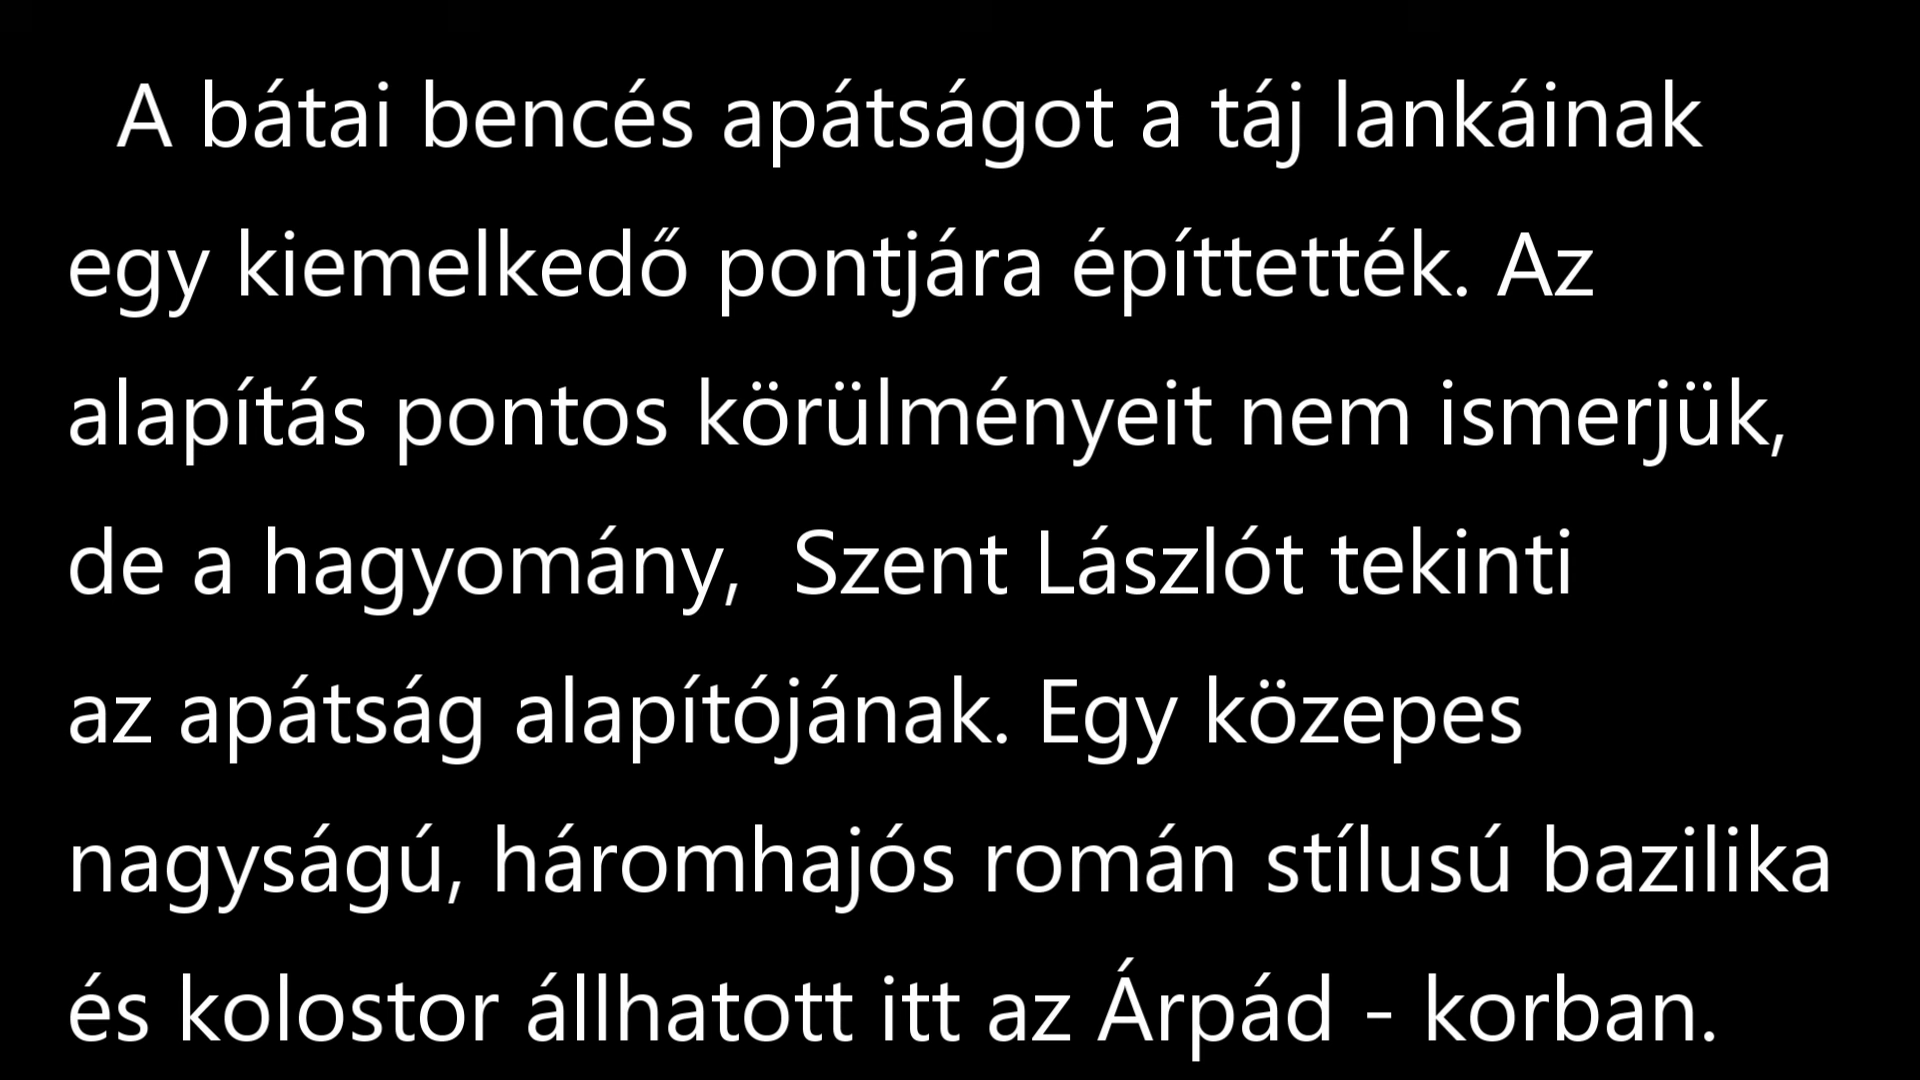 A bátai bencés apátságot a táj lankáinak
egy kiemelkedő pontjára építtették. Az
alapítás pontos körülményeit nem ismerjük,
de a hagyomány,  Szent Lászlót tekinti
az apátság alapítójának. Egy közepes
nagyságú, háromhajós román stílusú bazilika
és kolostor állhatott itt az Árpád - korban.